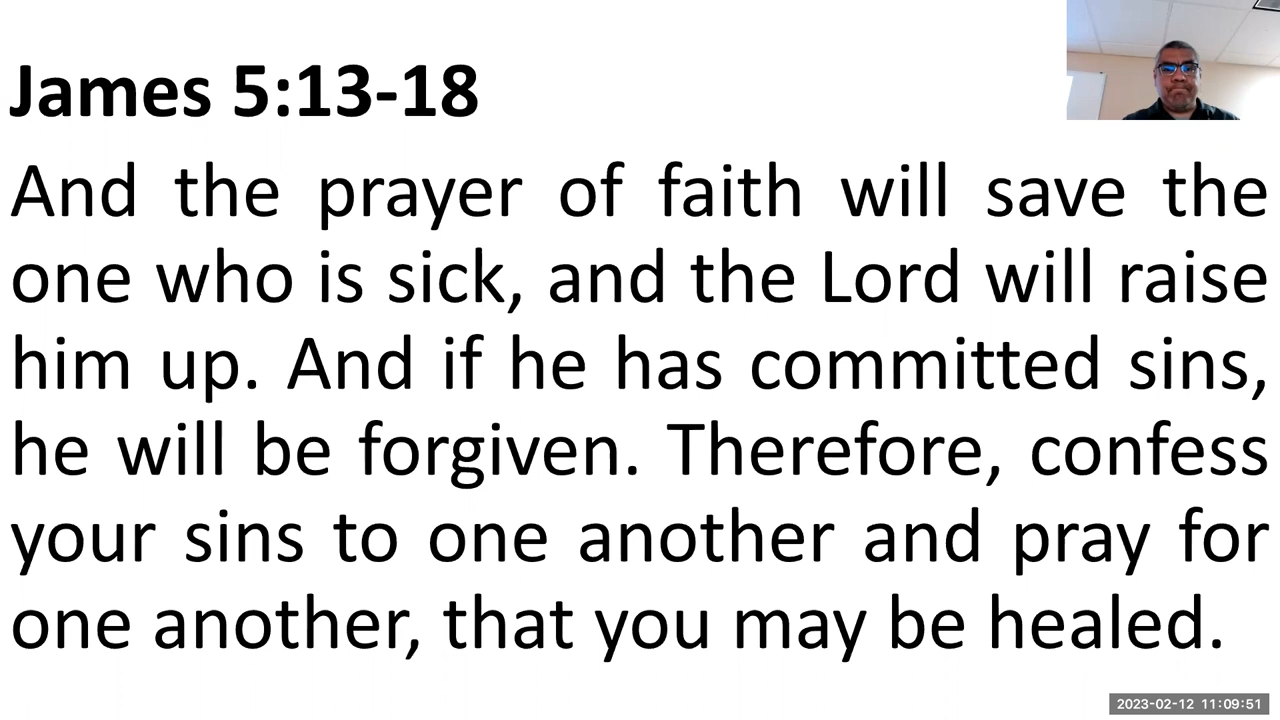 James 5:13-18
And the prayer of faith will save the
one who is sick, and the Lord will raise
him up. And if he has committed sins,
he will be forgiven. Therefore, confess
your sins to one another and pray for
one another, that you may be healed.
2023-02-12 11:09:51